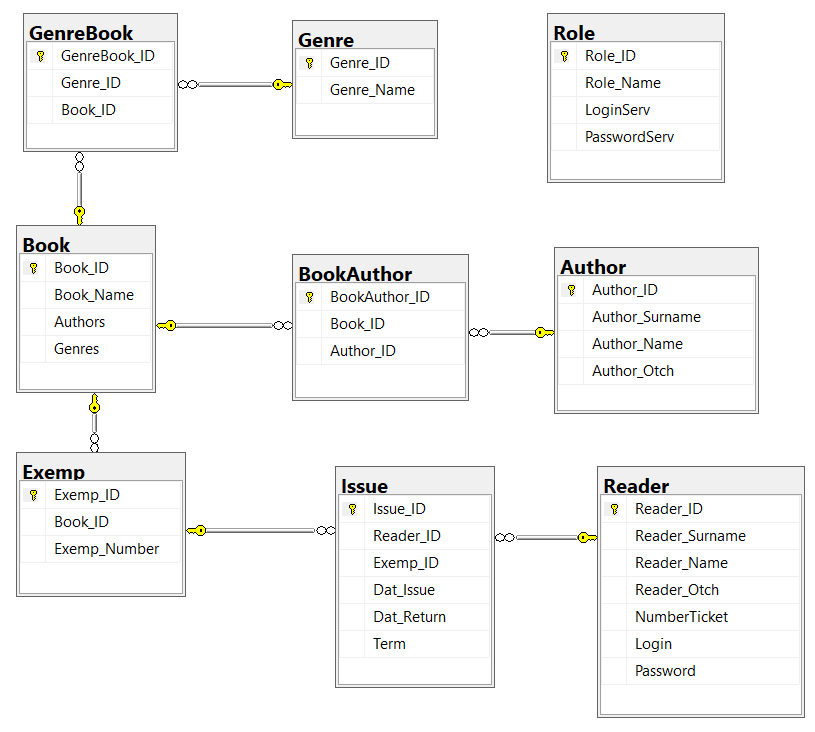 GenreBook
GenreBook_ID
Genre_ID
Book_ID
Genre
Genre_ID
Genre_Name
Role
Role_ID
Role_Name
LoginServ
PasswordServ
Book
Book_ID
Book_Name
Authors
Genres
BookAuthor
BookAuthor_ID
Book_ID
Author_ID
Author
Author_ID
Author_Surname
Author_Name
Author_Otch
Exemp
Exemp_ID
Book_ID
Exemp_Number
Issue
Issue_ID
Reader_ID
Exemp_ID
Dat_Issue
Dat_Return
Term
Reader
Reader_ID
Reader_Surname
Reader_Name
Reader_Otch
NumberTicket
Login
Password